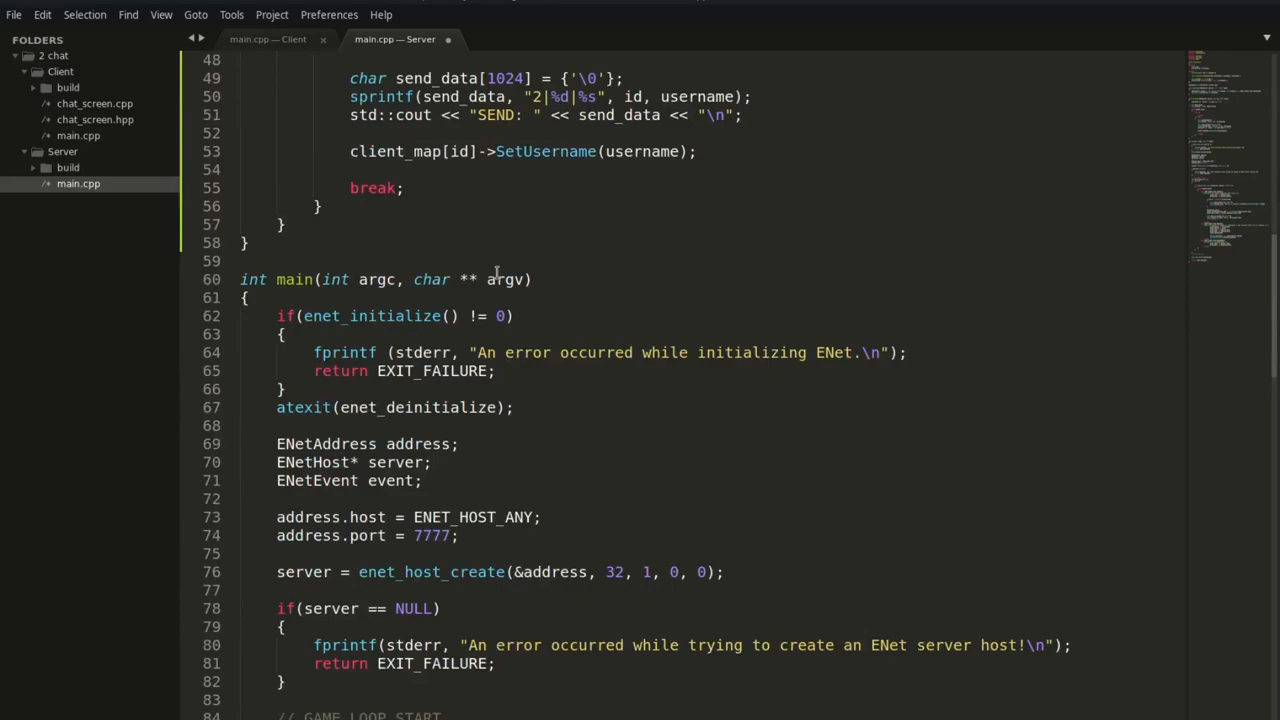 File Edit Selection Find View Goto Tools Project Preferences Help
FOLDERS
2 chat
Client
build
chat_screen.cpp
chat_screen.hpp
main.cpp
Server
build
main.cpp
main.cpp — Client
main.cpp — Server
48
49 char send_data[1024] = {'\0'};
50 sprintf(send_data, "2|%d|%s", id, username);
51 std::cout << "SEND: " << send_data << "\n";
52
53 client_map[id]->SetUsername(username);
54
55 break;
56 }
57 }
58 }
59
60 int main(int argc, char ** argv)
61 {
62 if(enet_initialize() != 0)
63 {
64 fprintf (stderr, "An error occurred while initializing ENet.\n");
65 return EXIT_FAILURE;
66 }
67 atexit(enet_deinitialize);
68
69 ENetAddress address;
70 ENetHost* server;
71 ENetEvent event;
72
73 address.host = ENET_HOST_ANY;
74 address.port = 7777;
75
76 server = enet_host_create(&address, 32, 1, 0, 0);
77
78 if(server == NULL)
79 {
80 fprintf(stderr, "An error occurred while trying to create an ENet server host!\n");
81 return EXIT_FAILURE;
82 }
83
84 // GAME LOOP START